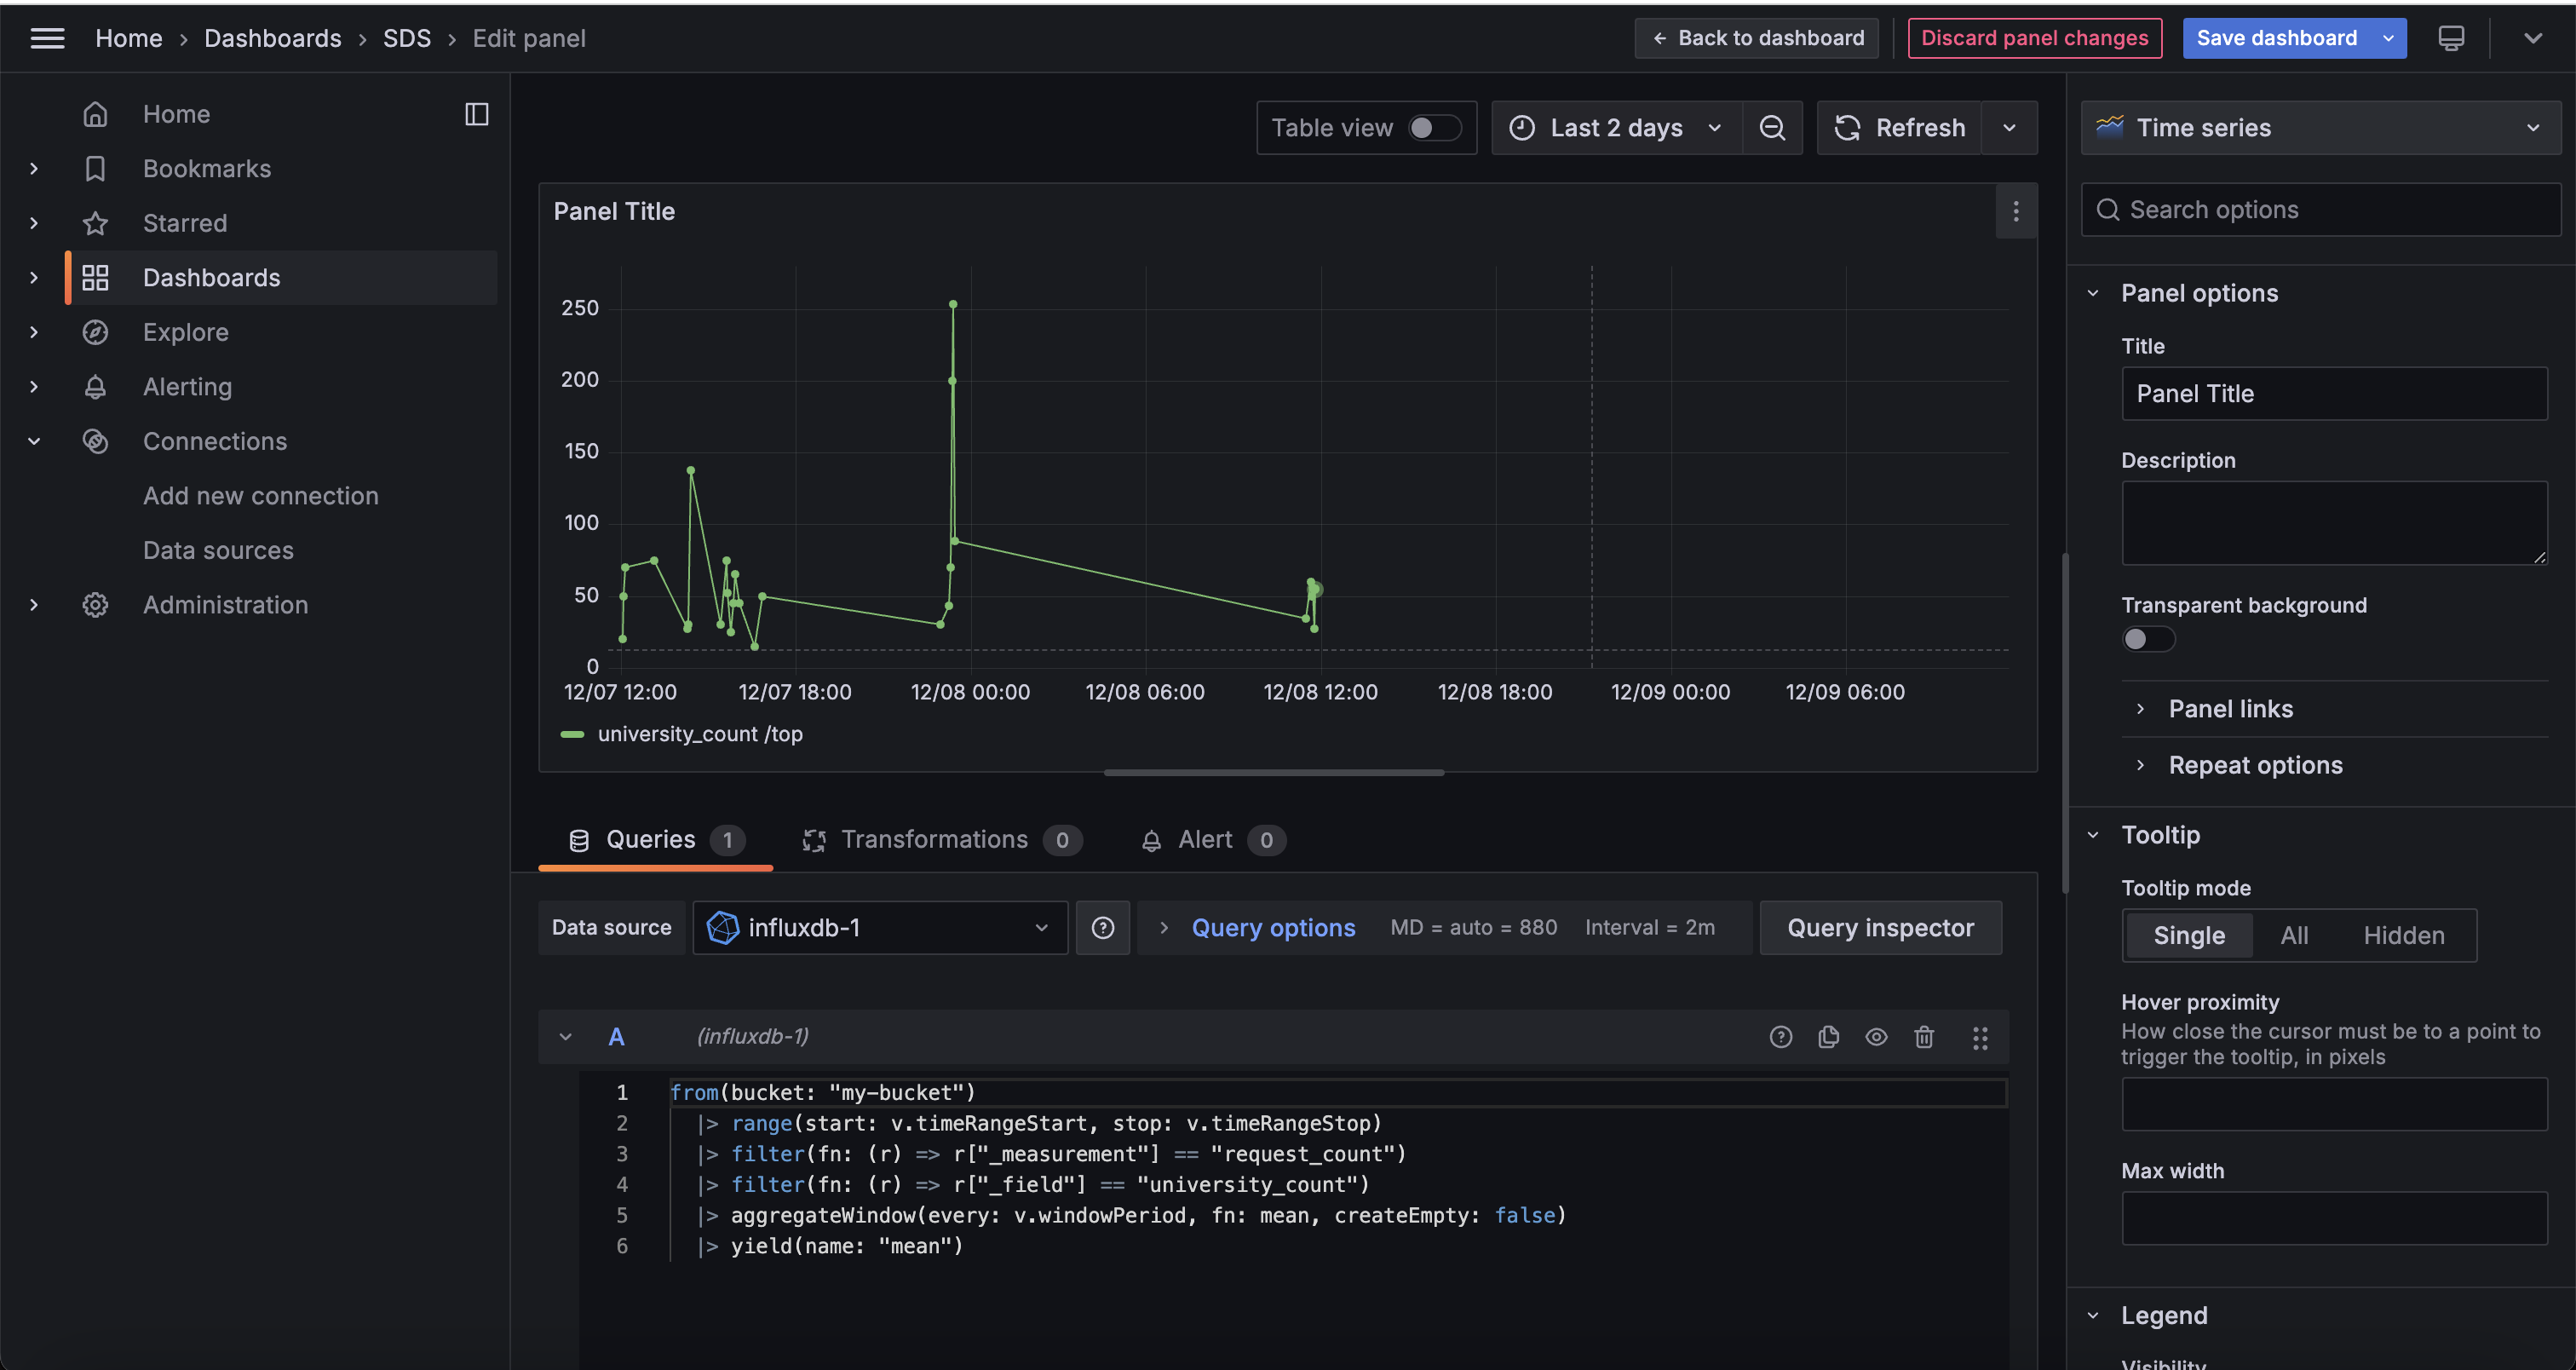 Home > Dashboards > SDS > Edit panel
← Back to dashboard
Discard panel changes
Save dashboard
Home
Bookmarks
Starred
Dashboards
Explore
Alerting
Connections
Add new connection
Data sources
Administration
Table view
Last 2 days
Refresh
Panel Title
250
200
150
100
50
0
12/07 12:00 12/07 18:00 12/08 00:00 12/08 06:00 12/08 12:00 12/08 18:00 12/09 00:00 12/09 06:00
university_count /top
Queries 1
Transformations 0
Alert 0
Data source
influxdb-1
Query options MD = auto = 880 Interval = 2m
Query inspector
A (influxdb-1)
1 from(bucket: "my-bucket")
2 |> range(start: v.timeRangeStart, stop: v.timeRangeStop)
3 |> filter(fn: (r) => r["_measurement"] == "request_count")
4 |> filter(fn: (r) => r["_field"] == "university_count")
5 |> aggregateWindow(every: v.windowPeriod, fn: mean, createEmpty: false)
6 |> yield(name: "mean")
Time series
Search options
Panel options
Title
Panel Title
Description
Transparent background
Panel links
Repeat options
Tooltip
Tooltip mode
Single All Hidden
Hover proximity
How close the cursor must be to a point to
trigger the tooltip, in pixels
Max width
Legend
Visibility